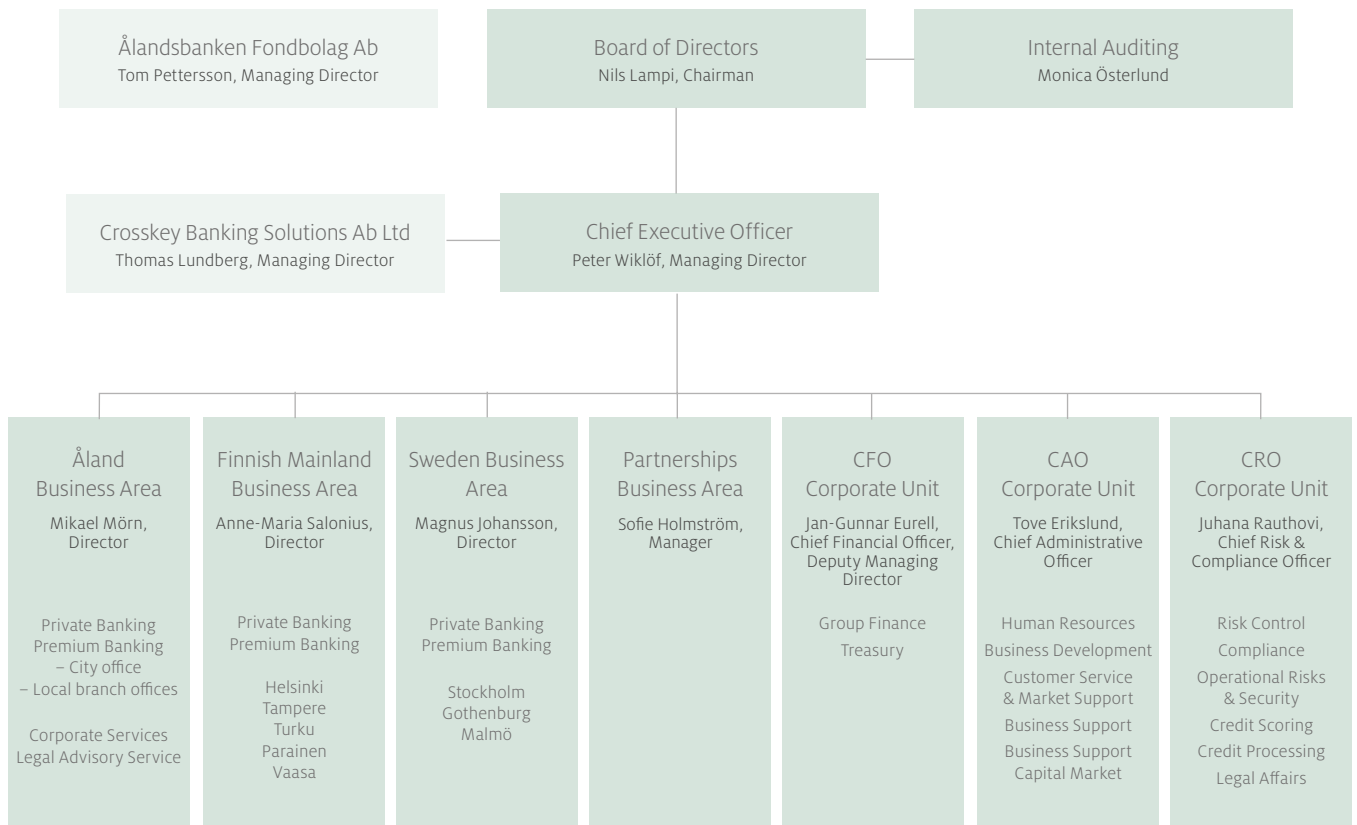 Ålandsbanken Fondbolag Ab
Tom Pettersson, Managing Director
Board of Directors
Nils Lampi, Chairman
Internal Auditing
Monica Österlund
Crosskey Banking Solutions Ab Ltd
Thomas Lundberg, Managing Director
Chief Executive Officer
Peter Wiklöf, Managing Director
Åland
Business Area
Mikael Mörn,
Director
Private Banking
Premium Banking
– City office
– Local branch offices
Corporate Services
Legal Advisory Service
Finnish Mainland
Business Area
Anne-Maria Salonius,
Director
Private Banking
Premium Banking
Helsinki
Tampere
Turku
Parainen
Vaasa
Sweden Business
Area
Magnus Johansson,
Director
Private Banking
Premium Banking
Stockholm
Gothenburg
Malmö
Partnerships
Business Area
Sofie Holmström,
Manager
CFO
Corporate Unit
Jan-Gunnar Eurell,
Chief Financial Officer,
Deputy Managing
Director
Group Finance
Treasury
CAO
Corporate Unit
Tove Erikslund,
Chief Administrative
Officer
Human Resources
Business Development
Customer Service
& Market Support
Business Support
Business Support
Capital Market
CRO
Corporate Unit
Juhana Rauthovi,
Chief Risk &
Compliance Officer
Risk Control
Compliance
Operational Risks
& Security
Credit Scoring
Credit Processing
Legal Affairs